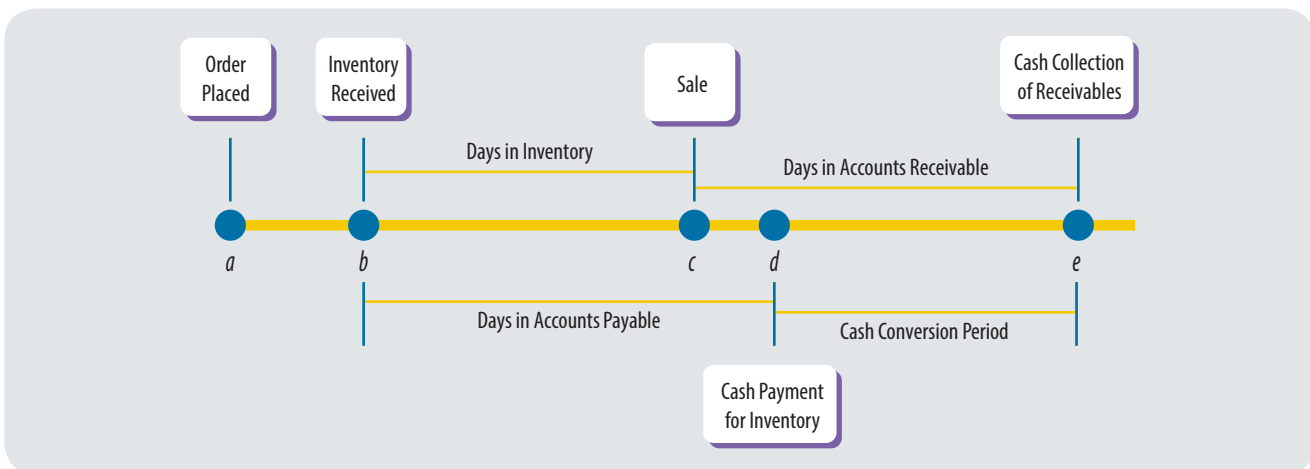 Order
Placed
Inventory
Received
Sale
Cash Collection
of Receivables
Days in Inventory
Days in Accounts Receivable
a
b
c
d
e
Days in Accounts Payable
Cash Conversion Period
Cash Payment
for Inventory